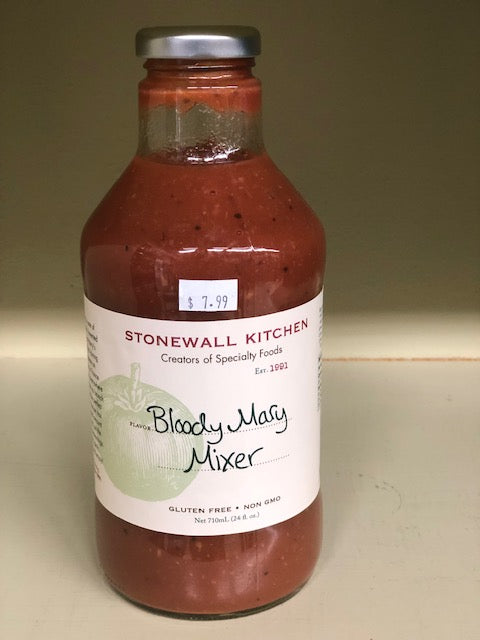 $ 7.99
STONEWALL KITCHEN
Creators of Specialty Foods
EST. 1991
FLAVOR
Bloody Mary
Mixer
GLUTEN FREE • NON GMO
Net 710mL (24 fl. oz.)